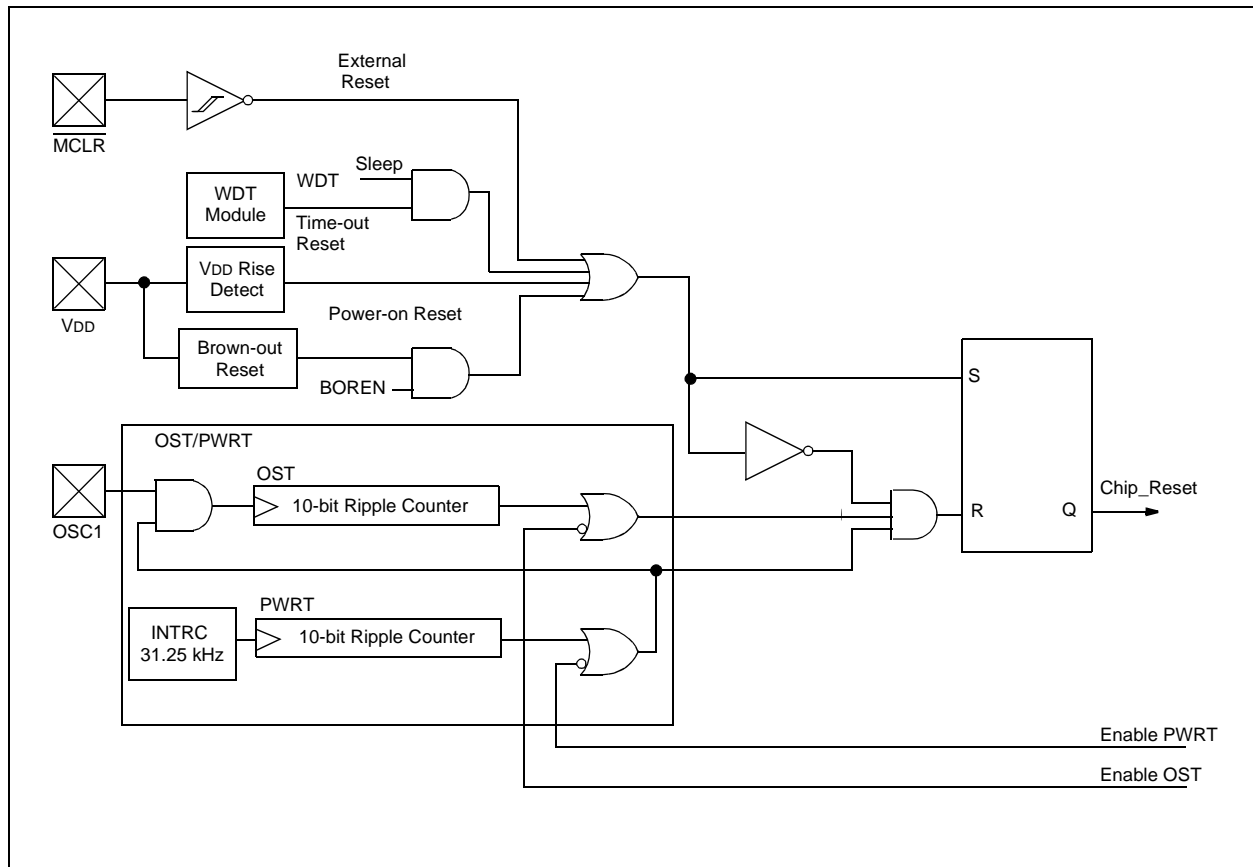 External
Reset
MCLR
Sleep
WDT
Module
WDT
Time-out
Reset
VDD Rise
Detect
VDD
Power-on Reset
Brown-out
Reset
BOREN
S
OST/PWRT
OST
10-bit Ripple Counter
OSC1
Chip_Reset
R
Q
PWRT
INTRC
31.25 kHz
10-bit Ripple Counter
Enable PWRT
Enable OST